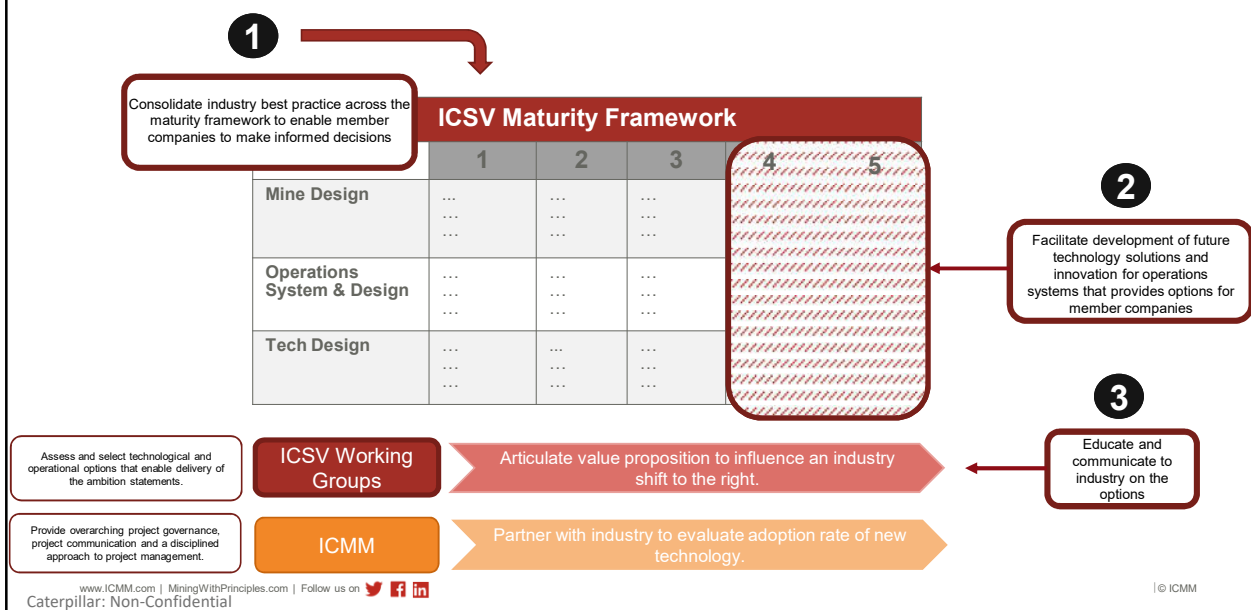 1
Consolidate industry best practice across the
maturity framework to enable member
companies to make informed decisions
ICSV Maturity Framework
1 2 3 4 5
Mine Design
... … …
… … …
… … …
Operations
System & Design
… … …
… … …
… … …
Tech Design
… ... …
… … …
… … …
2
Facilitate development of future
technology solutions and
innovation for operations
systems that provides options for
member companies
3
Educate and
communicate to
industry on the
options
Assess and select technological and
operational options that enable delivery of
the ambition statements.
ICSV Working
Groups
Articulate value proposition to influence an industry
shift to the right.
Provide overarching project governance,
project communication and a disciplined
approach to project management.
ICMM
Partner with industry to evaluate adoption rate of new
technology.
www.ICMM.com | MiningWithPrinciples.com | Follow us on
|© ICMM
Caterpillar: Non-Confidential